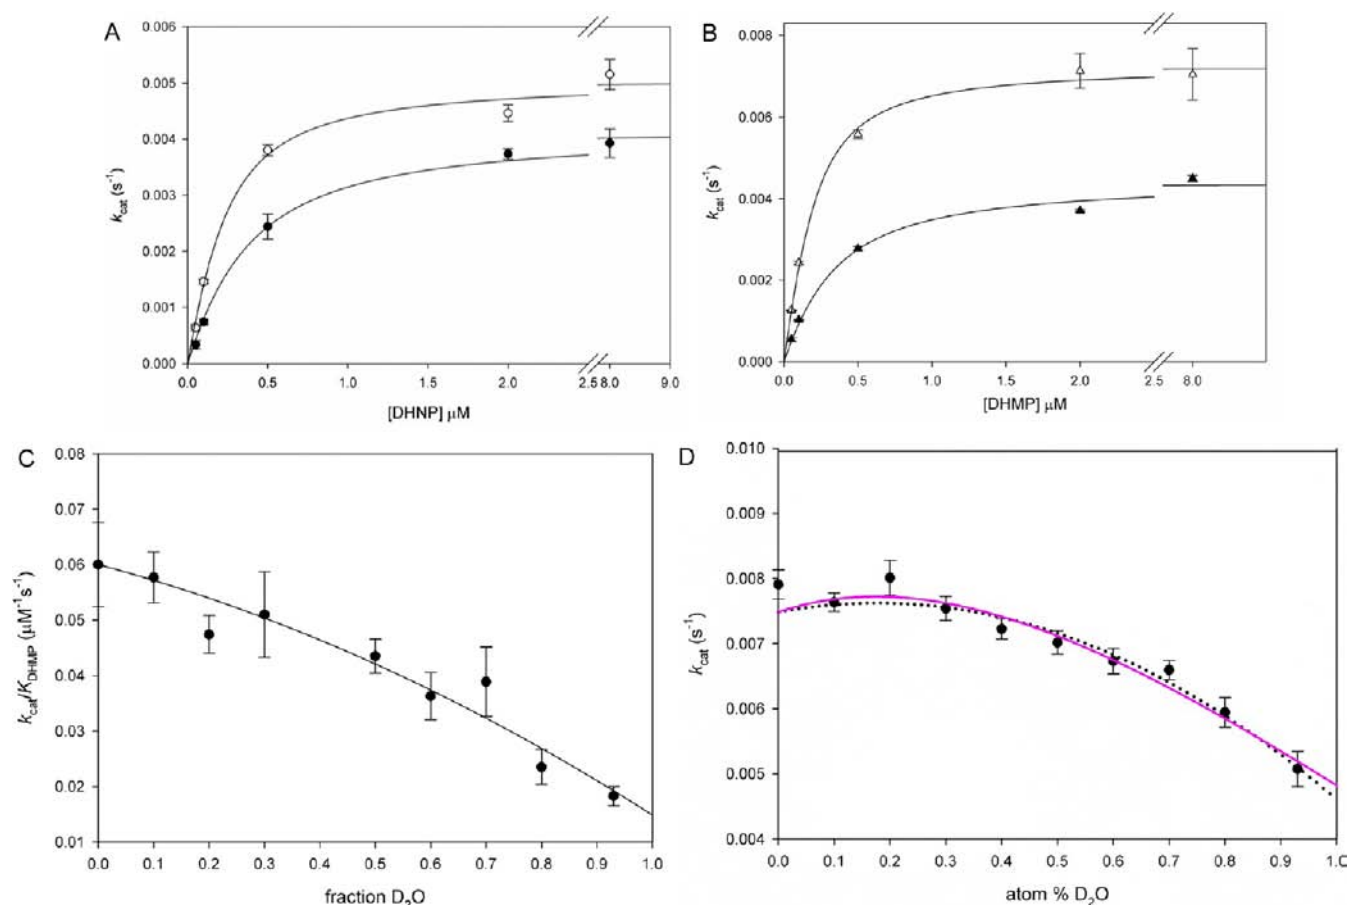 A
0.006
0.005
0.004
0.003
0.002
0.001
0.000
k_cat (s⁻¹)
0.0 0.5 1.0 1.5 2.0 2.5 8.0 9.0
[DHNP] μM
B
0.008
0.006
0.004
0.002
0.000
k_cat (s⁻¹)
0.0 0.5 1.0 1.5 2.0 2.5 8.0
[DHMP] μM
C
0.08
0.07
0.06
0.05
0.04
0.03
0.02
0.01
k_cat/K_DHMP (μM⁻¹s⁻¹)
0.0 0.1 0.2 0.3 0.4 0.5 0.6 0.7 0.8 0.9 1.0
fraction D₂O
D
0.010
0.009
0.008
0.007
0.006
0.005
0.004
k_cat (s⁻¹)
0.0 0.1 0.2 0.3 0.4 0.5 0.6 0.7 0.8 0.9 1.0
atom % D₂O